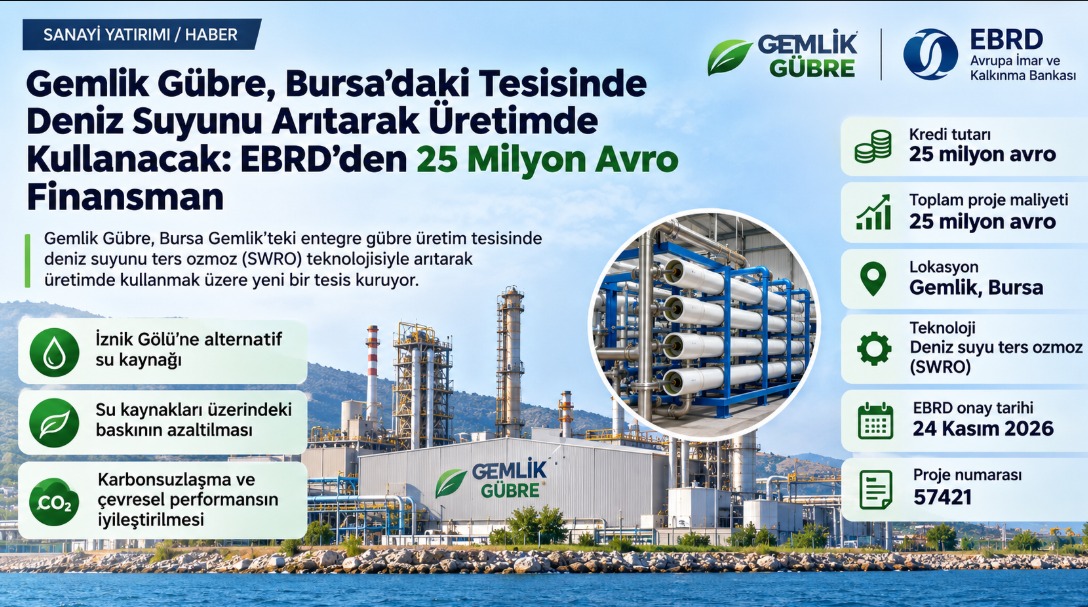 SANAYİ YATIRIMI / HABER
GEMLİK
GÜBRE
EBRD
Avrupa İmar ve
Kalkınma Bankası
Gemlik Gübre, Bursa'daki Tesisinde
Deniz Suyunu Arıtarak Üretimde
Kullanacak: EBRD'den 25 Milyon Avro
Finansman
Gemlik Gübre, Bursa Gemlik'teki entegre gübre üretim tesisinde
deniz suyunu ters ozmoz (SWRO) teknolojisiyle arıtarak
üretimde kullanmak üzere yeni bir tesis kuruyor.
İznik Gölü'ne alternatif
su kaynağı
Su kaynakları üzerindeki
baskının azaltılması
CO₂
Karbonsuzlaşma ve
çevresel performansın
iyileştirilmesi
GEMLİK
GÜBRE
Kredi tutarı
25 milyon avro
Toplam proje maliyeti
25 milyon avro
Lokasyon
Gemlik, Bursa
Teknoloji
Deniz suyu ters ozmoz
(SWRO)
EBRD onay tarihi
24 Kasım 2026
Proje numarası
57421